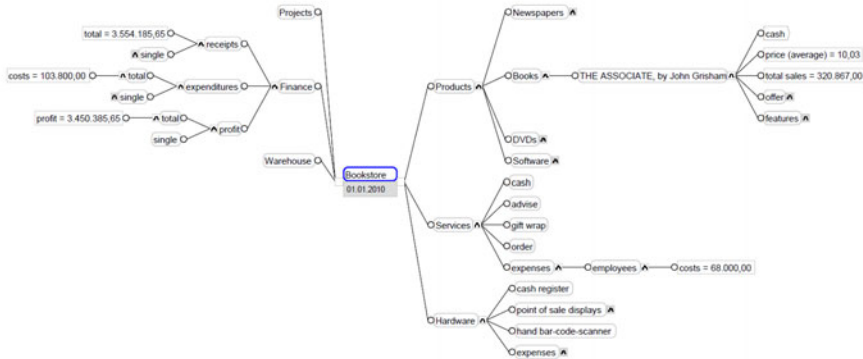 Projects
total = 3.554.185,65
receipts
single
costs = 103.800,00
total
expenditures
Finance
single
profit = 3.450.385,65
total
profit
single
Warehouse
Bookstore
01.01.2010
Newspapers
cash
price (average) = 10,03
Products
Books
THE ASSOCIATE, by John Grisham
total sales = 320.867,00
offer
features
DVDs
Software
cash
advise
Services
gift wrap
order
expenses
employees
costs = 68.000,00
cash register
point of sale displays
Hardware
hand bar-code-scanner
expenses